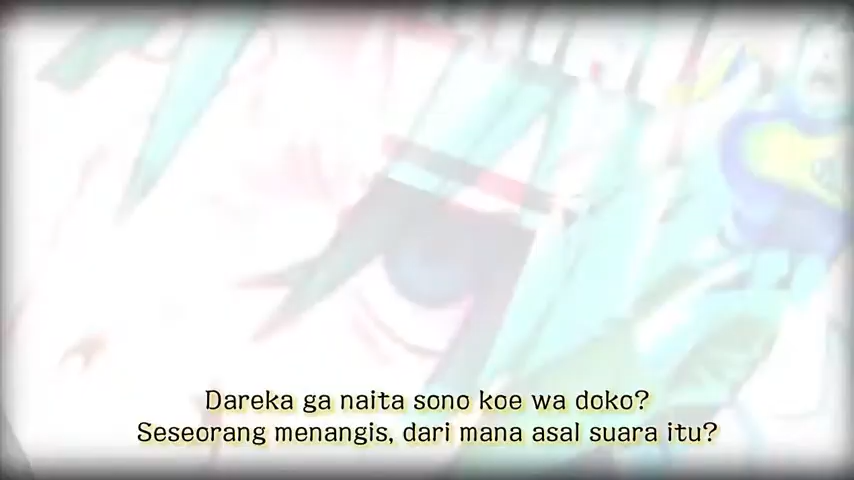 Dareka ga naita sono koe wa doko?
Seseorang menangis, dari mana asal suara itu?